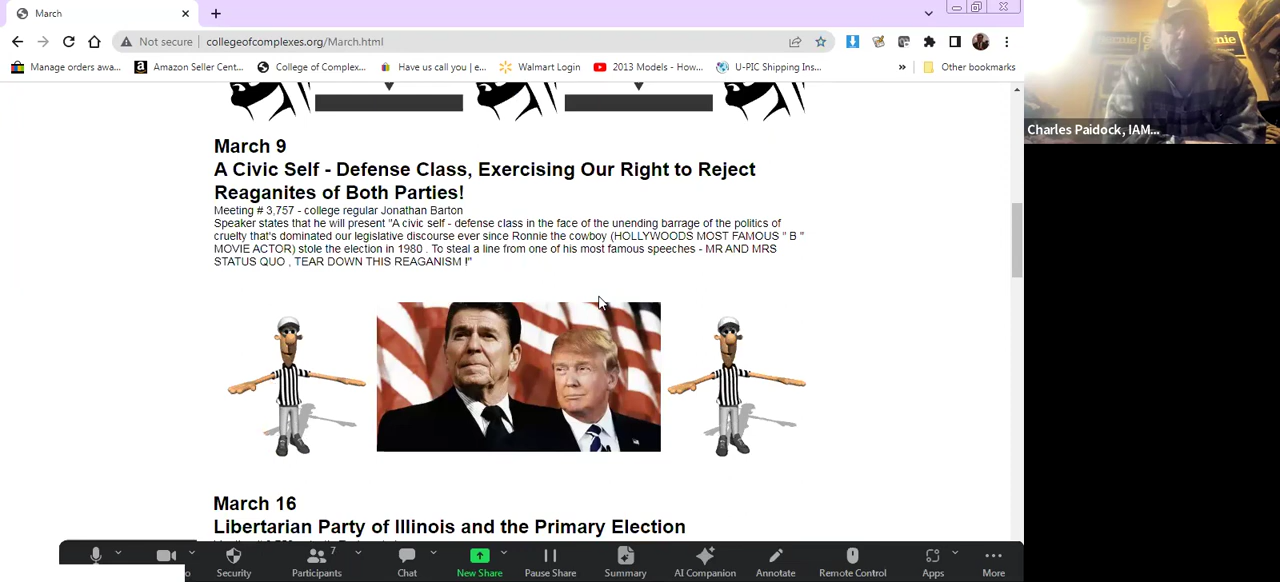 March
Not secure collegeofcomplexes.org/March.html
Manage orders awa... Amazon Seller Cent... College of Complex... Have us call you | e... Walmart Login 2013 Models - How... U-PIC Shipping Ins... » Other bookmarks
Charles Paidock, IAM...
March 9
A Civic Self - Defense Class, Exercising Our Right to Reject
Reaganites of Both Parties!
Meeting # 3,757 - college regular Jonathan Barton
Speaker states that he will present "A civic self - defense class in the face of the unending barrage of the politics of
cruelty that's dominated our legislative discourse ever since Ronnie the cowboy (HOLLYWOODS MOST FAMOUS " B "
MOVIE ACTOR) stole the election in 1980 . To steal a line from one of his most famous speeches - MR AND MRS
STATUS QUO , TEAR DOWN THIS REAGANISM !"
March 16
Libertarian Party of Illinois and the Primary Election
7
Security Participants Chat New Share Pause Share Summary AI Companion Annotate Remote Control Apps More